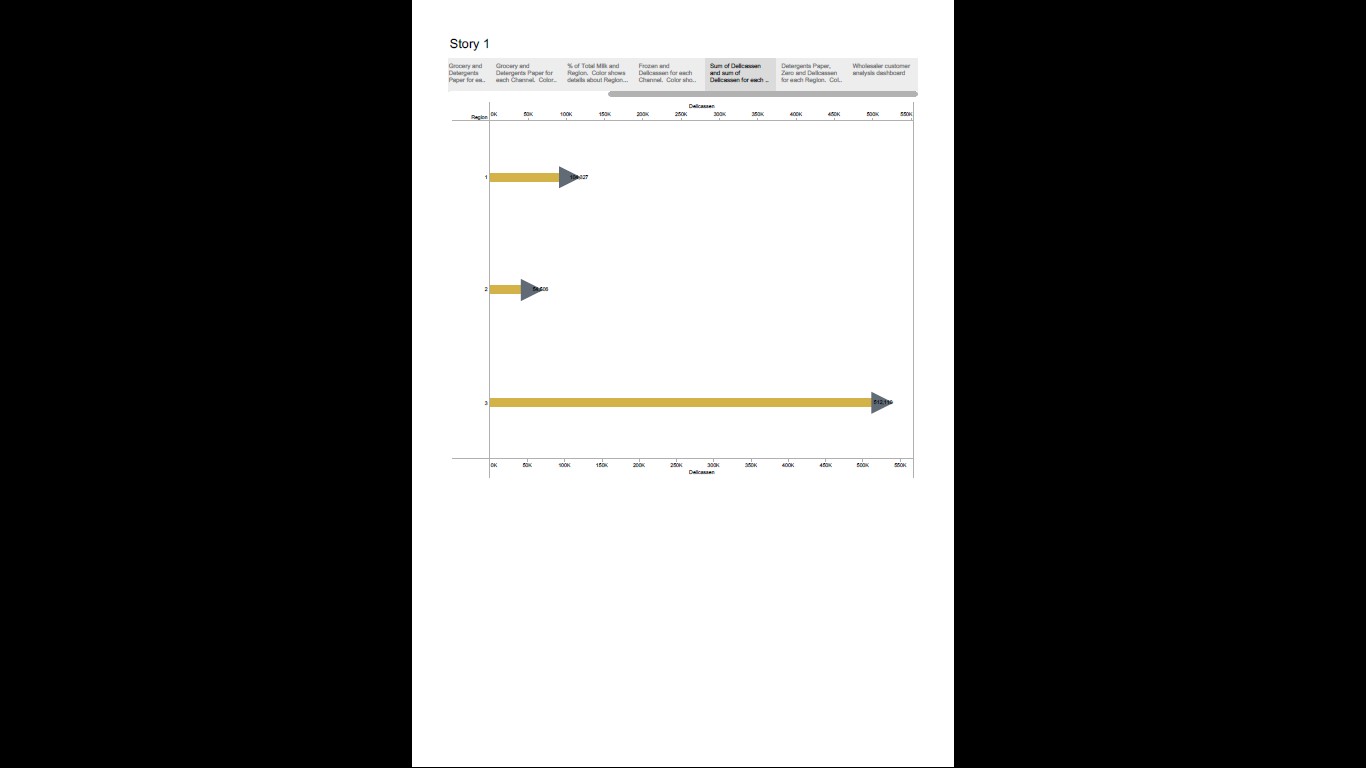 Story 1
Grocery and
Detergents
Paper for ea..
Grocery and
Detergents Paper for
each Channel. Color..
% of Total Milk and
Region. Color shows
details about Region...
Frozen and
Delicassen for each
Channel. Color sho..
Sum of Delicassen
and sum of
Delicassen for each ..
Detergents Paper,
Zero and Delicassen
for each Region. Col..
Wholesaler customer
analysis dashboard
Delicassen
Region 0K 50K 100K 150K 200K 250K 300K 350K 400K 450K 500K 550K
1
2
3
0K 50K 100K 150K 200K 250K 300K 350K 400K 450K 500K 550K
Delicassen